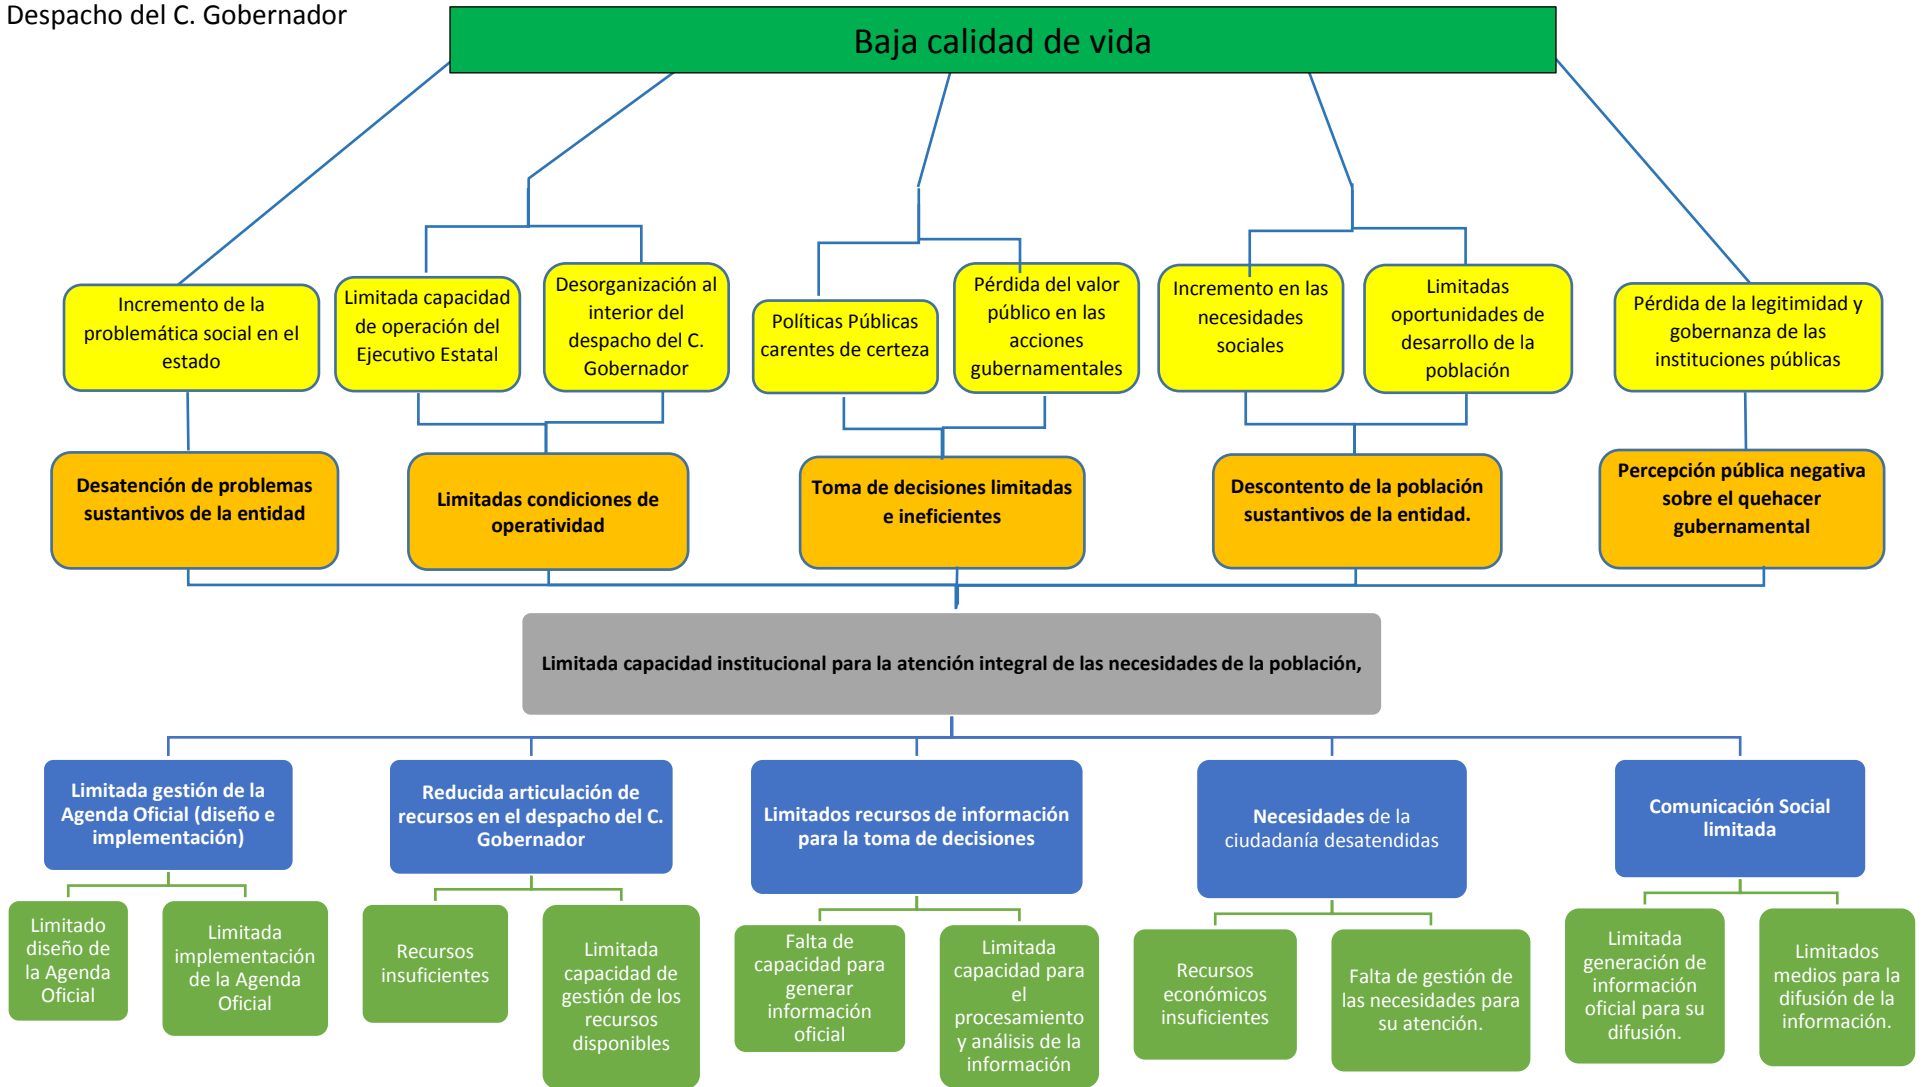 Despacho del C. Gobernador
Baja calidad de vida
Incremento de la
problemática social en el
estado
Limitada capacidad
de operación del
Ejecutivo Estatal
Desorganización al
interior del
despacho del C.
Gobernador
Políticas Públicas
carentes de certeza
Pérdida del valor
público en las
acciones
gubernamentales
Incremento en las
necesidades
sociales
Limitadas
oportunidades de
desarrollo de la
población
Pérdida de la legitimidad y
gobernanza de las
instituciones públicas
Desatención de problemas
sustantivos de la entidad
Limitadas condiciones de
operatividad
Toma de decisiones limitadas
e ineficientes
Descontento de la población
sustantivos de la entidad.
Percepción pública negativa
sobre el quehacer
gubernamental
Limitada capacidad institucional para la atención integral de las necesidades de la población,
Limitada gestión de la
Agenda Oficial (diseño e
implementación)
Reducida articulación de
recursos en el despacho del C.
Gobernador
Limitados recursos de información
para la toma de decisiones
Necesidades de la
ciudadanía desatendidas
Comunicación Social
limitada
Limitado
diseño de
la Agenda
Oficial
Limitada
implementación
de la Agenda
Oficial
Recursos
insuficientes
Limitada
capacidad de
gestión de los
recursos
disponibles
Falta de
capacidad para
generar
información
oficial
Limitada
capacidad para
el
procesamiento
y análisis de la
información
Recursos
económicos
insuficientes
Falta de gestión de
las necesidades para
su atención.
Limitada
generación de
información
oficial para su
difusión.
Limitados
medios para la
difusión de la
información.